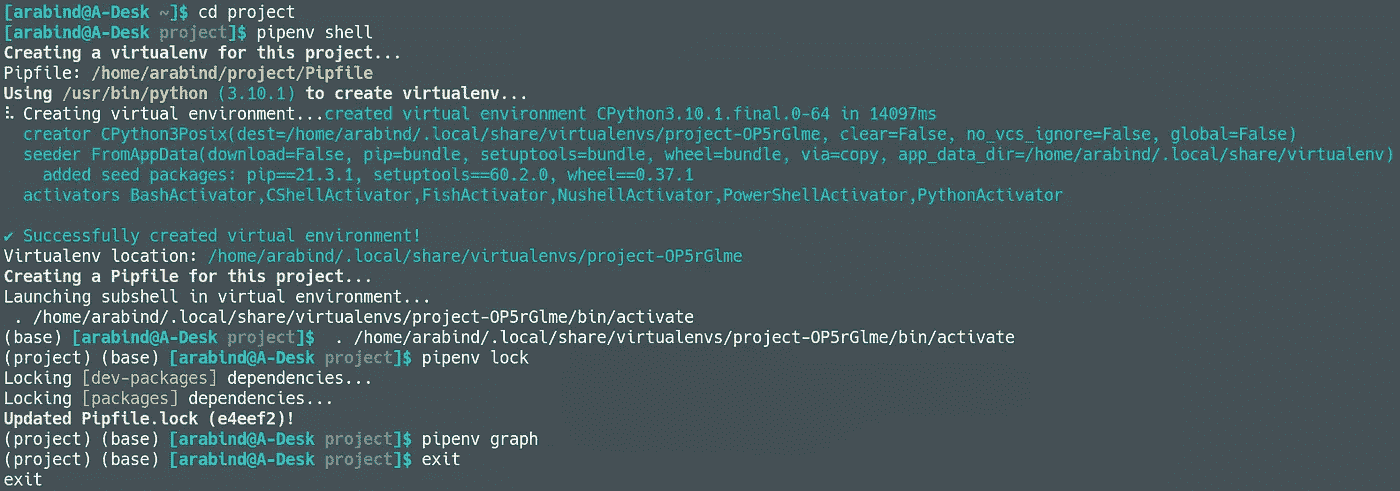 [arabind@A-Desk ~]$ cd project
[arabind@A-Desk project]$ pipenv shell
Creating a virtualenv for this project...
Pipfile: /home/arabind/project/Pipfile
Using /usr/bin/python (3.10.1) to create virtualenv...
⠧ Creating virtual environment...created virtual environment CPython3.10.1.final.0-64 in 14097ms
  creator CPython3Posix(dest=/home/arabind/.local/share/virtualenvs/project-OP5rGlme, clear=False, no_vcs_ignore=False, global=False)
  seeder FromAppData(download=False, pip=bundle, setuptools=bundle, wheel=bundle, via=copy, app_data_dir=/home/arabind/.local/share/virtualenv)
    added seed packages: pip==21.3.1, setuptools==60.2.0, wheel==0.37.1
  activators BashActivator,CShellActivator,FishActivator,NushellActivator,PowerShellActivator,PythonActivator
✔ Successfully created virtual environment!
Virtualenv location: /home/arabind/.local/share/virtualenvs/project-OP5rGlme
Creating a Pipfile for this project...
Launching subshell in virtual environment...
 . /home/arabind/.local/share/virtualenvs/project-OP5rGlme/bin/activate
(base) [arabind@A-Desk project]$  . /home/arabind/.local/share/virtualenvs/project-OP5rGlme/bin/activate
(project) (base) [arabind@A-Desk project]$ pipenv lock
Locking [dev-packages] dependencies...
Locking [packages] dependencies...
Updated Pipfile.lock (e4eef2)!
(project) (base) [arabind@A-Desk project]$ pipenv graph
(project) (base) [arabind@A-Desk project]$ exit
exit